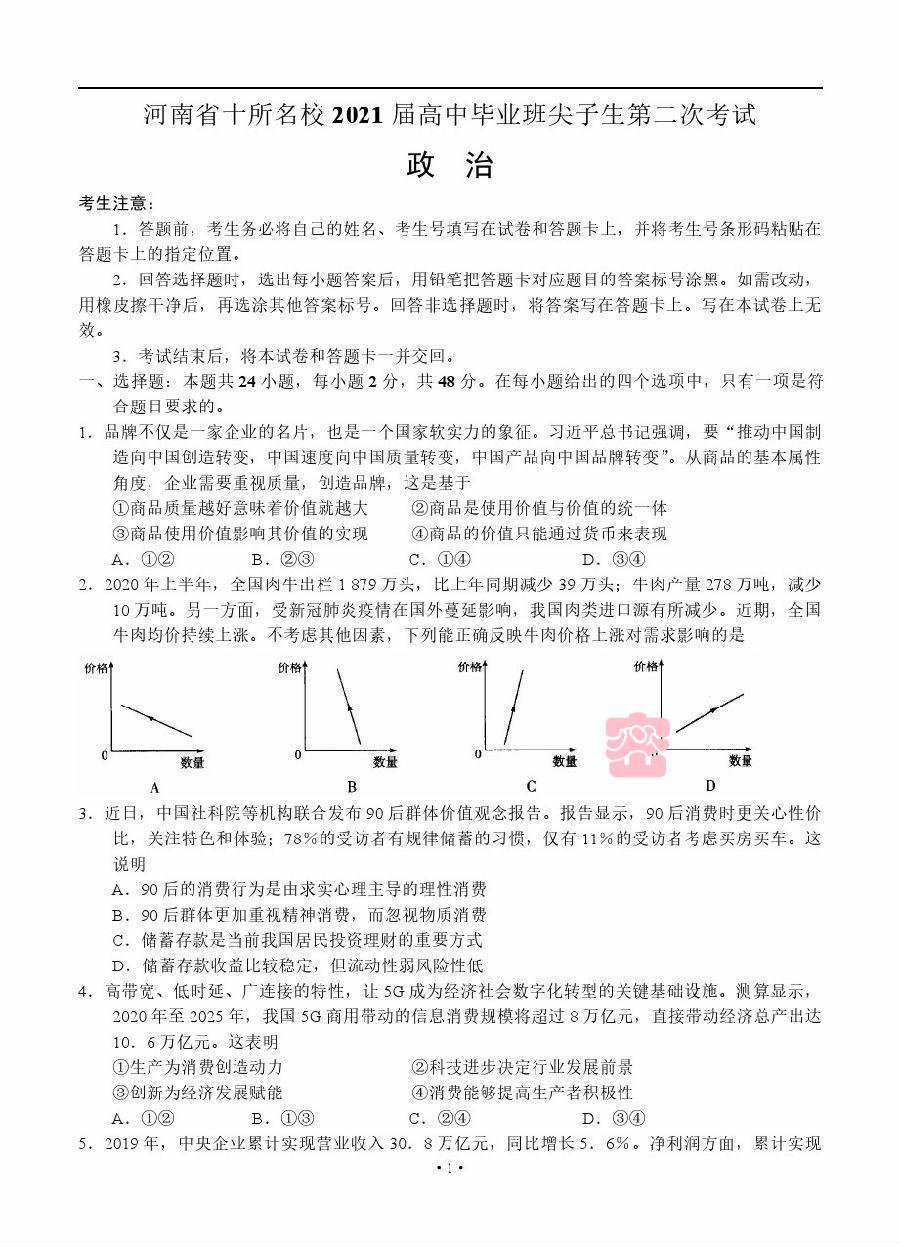 河南省十所名校 2021 届高中毕业班尖子生第二次考试
政 治
考生注意：
1．答题前，考生务必将自己的姓名、考生号填写在试卷和答题卡上，并将考生号条形码粘贴在
答题卡上的指定位置。
2．回答选择题时，选出每小题答案后，用铅笔把答题卡对应题目的答案标号涂黑。如需改动，
用橡皮擦干净后，再选涂其他答案标号。回答非选择题时，将答案写在答题卡上。写在本试卷上无
效。
3．考试结束后，将本试卷和答题卡一并交回。
一、选择题：本题共 24 小题，每小题 2 分，共 48 分。在每小题给出的四个选项中，只有一项是符
合题目要求的。
1．品牌不仅是一家企业的名片，也是一个国家软实力的象征。习近平总书记强调，要“推动中国制
造向中国创造转变，中国速度向中国质量转变，中国产品向中国品牌转变”。从商品的基本属性
角度，企业需要重视质量，创造品牌，这是基于
①商品质量越好意味着价值就越大 ②商品是使用价值与价值的统一体
③商品使用价值影响其价值的实现 ④商品的价值只能通过货币来表现
A．①② B．②③ C．①④ D．③④
2．2020 年上半年，全国肉牛出栏 1 879 万头，比上年同期减少 39 万头；牛肉产量 278 万吨，减少
10 万吨。另一方面，受新冠肺炎疫情在国外蔓延影响，我国肉类进口源有所减少。近期，全国
牛肉均价持续上涨。不考虑其他因素，下列能正确反映牛肉价格上涨对需求影响的是
价格 价格 价格 价格
0 数量 0 数量 0 数量 数量
A B C D
3．近日，中国社科院等机构联合发布 90 后群体价值观念报告。报告显示，90 后消费时更关心性价
比，关注特色和体验；78％的受访者有规律储蓄的习惯，仅有 11％的受访者考虑买房买车。这
说明
A．90 后的消费行为是由求实心理主导的理性消费
B．90 后群体更加重视精神消费，而忽视物质消费
C．储蓄存款是当前我国居民投资理财的重要方式
D．储蓄存款收益比较稳定，但流动性弱风险性低
4．高带宽、低时延、广连接的特性，让 5G 成为经济社会数字化转型的关键基础设施。测算显示，
2020 年至 2025 年，我国 5G 商用带动的信息消费规模将超过 8 万亿元，直接带动经济总产出达
10．6 万亿元。这表明
①生产为消费创造动力 ②科技进步决定行业发展前景
③创新为经济发展赋能 ④消费能够提高生产者积极性
A．①② B．①③ C．②④ D．③④
5．2019 年，中央企业累计实现营业收入 30．8 万亿元，同比增长 5．6％。净利润方面，累计实现
·1·